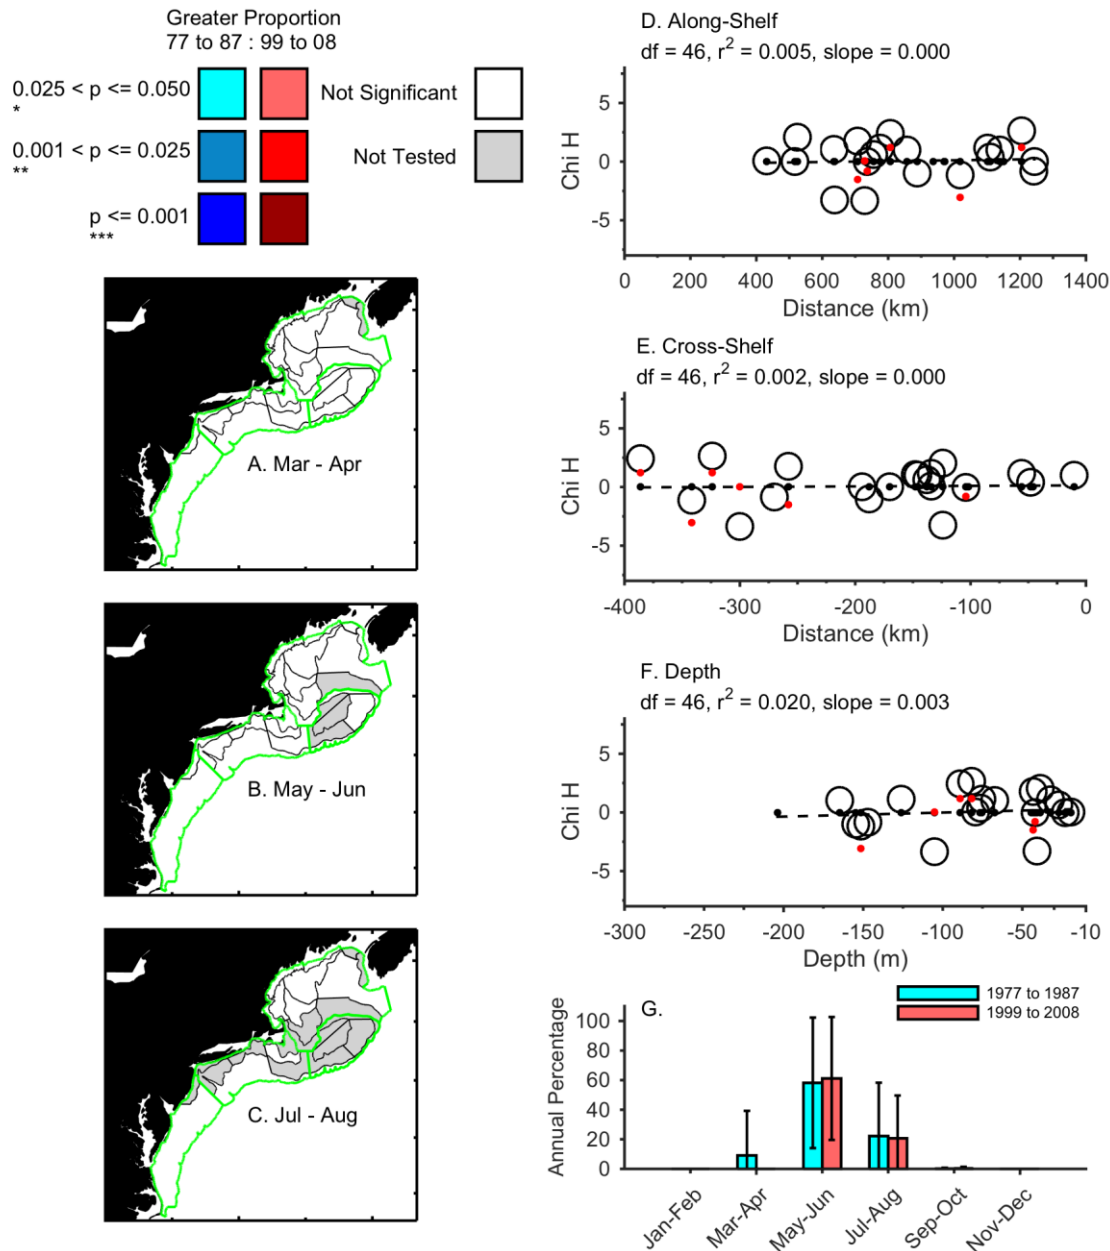 Greater Proportion
77 to 87 : 99 to 08
0.025 < p <= 0.050
*
Not Significant
0.001 < p <= 0.025
**
Not Tested
p <= 0.001
***
A. Mar - Apr
B. May - Jun
C. Jul - Aug
D. Along-Shelf
df = 46, r² = 0.005, slope = 0.000
Chi H
5
0
-5
0 200 400 600 800 1000 1200 1400
Distance (km)
E. Cross-Shelf
df = 46, r² = 0.002, slope = 0.000
Chi H
5
0
-5
-400 -300 -200 -100 0
Distance (km)
F. Depth
df = 46, r² = 0.020, slope = 0.003
Chi H
5
0
-5
-300 -250 -200 -150 -100 -50 -10
Depth (m)
G.
1977 to 1987
1999 to 2008
Annual Percentage
100
80
60
40
20
0
Jan-Feb Mar-Apr May-Jun Jul-Aug Sep-Oct Nov-Dec